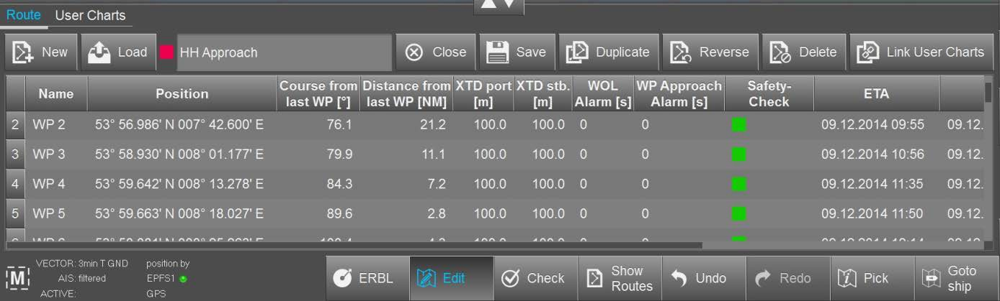 Route User Charts
New Load HH Approach Close Save Duplicate Reverse Delete Link User Charts
Name Position Course from last WP [°] Distance from last WP [NM] XTD port [m] XTD stb. [m] WOL Alarm [s] WP Approach Alarm [s] Safety-Check ETA
2 WP 2 53° 56.986' N 007° 42.600' E 76.1 21.2 100.0 100.0 0 0 09.12.2014 09:55 09.12.
3 WP 3 53° 58.930' N 008° 01.177' E 79.9 11.1 100.0 100.0 0 0 09.12.2014 10:56 09.12.
4 WP 4 53° 59.642' N 008° 13.278' E 84.3 7.2 100.0 100.0 0 0 09.12.2014 11:35 09.12.
5 WP 5 53° 59.663' N 008° 18.027' E 89.6 2.8 100.0 100.0 0 0 09.12.2014 11:50 09.12.
[M] VECTOR: 3min T GND position by
AIS: filtered EPFS1
ACTIVE: GPS
ERBL Edit Check Show Routes Undo Redo Pick Goto ship